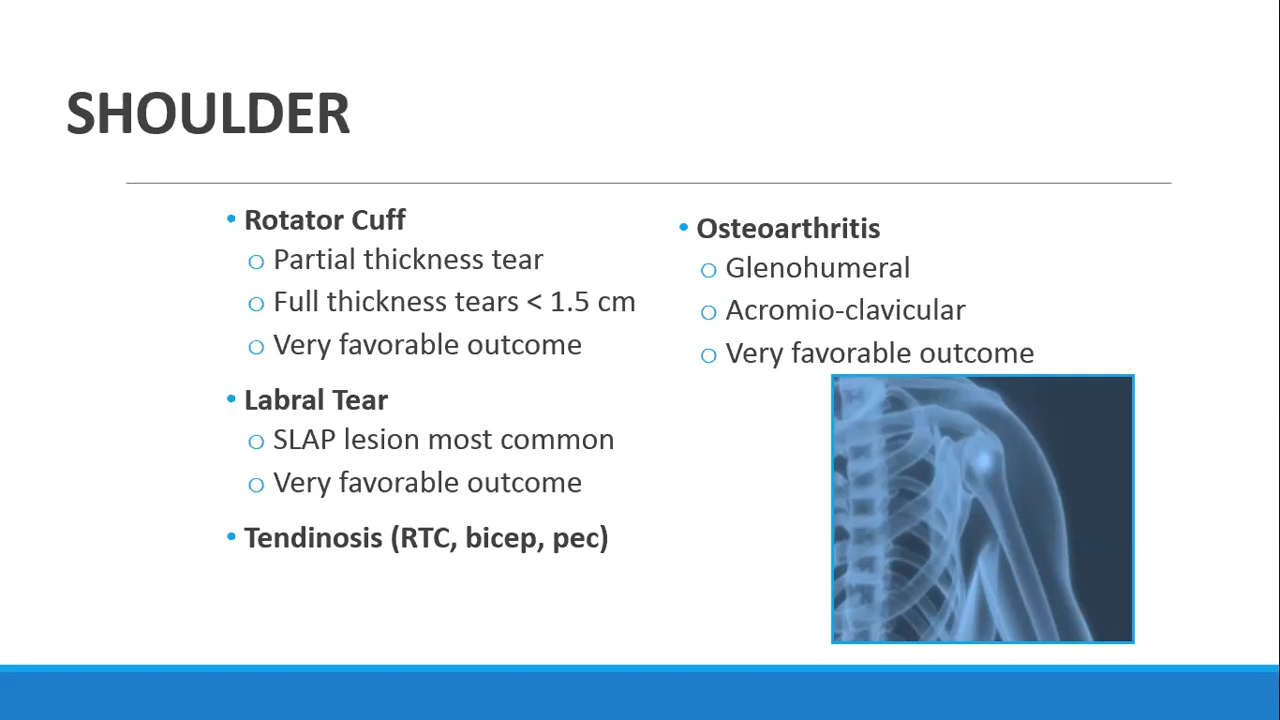 SHOULDER
• Rotator Cuff
o Partial thickness tear
o Full thickness tears < 1.5 cm
o Very favorable outcome
• Labral Tear
o SLAP lesion most common
o Very favorable outcome
• Tendinosis (RTC, bicep, pec)
• Osteoarthritis
o Glenohumeral
o Acromio-clavicular
o Very favorable outcome